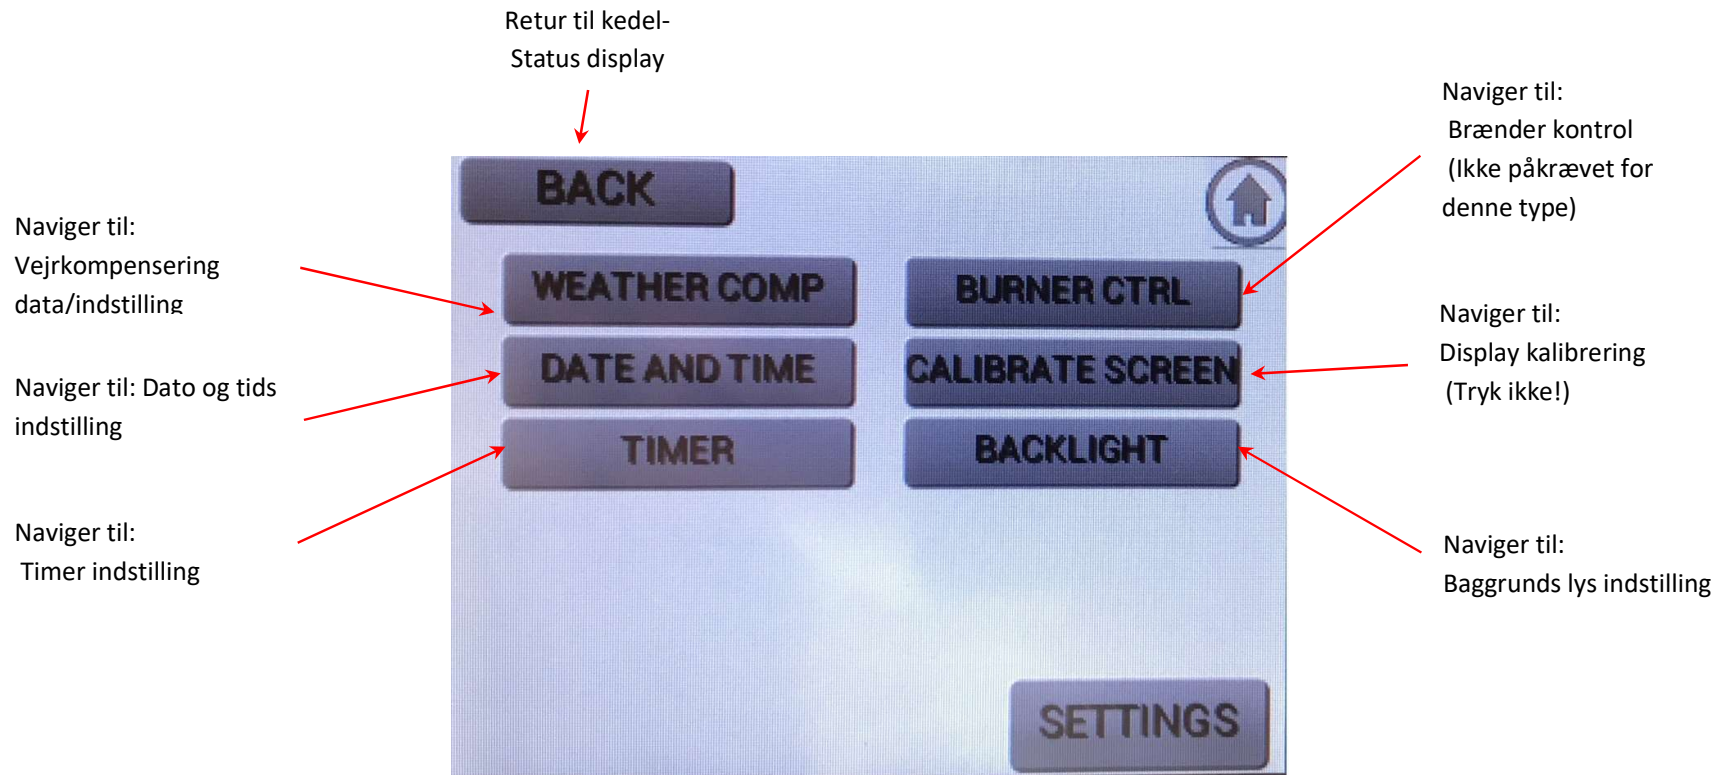 Retur til kedel-
Status display
Naviger til:
Brænder kontrol
(Ikke påkrævet for
denne type)
BACK
Naviger til:
Vejrkompensering
data/indstilling
WEATHER COMP
BURNER CTRL
Naviger til:
Display kalibrering
(Tryk ikke!)
DATE AND TIME
CALIBRATE SCREEN
Naviger til: Dato og tids
indstilling
TIMER
BACKLIGHT
Naviger til:
Timer indstilling
Naviger til:
Baggrunds lys indstilling
SETTINGS